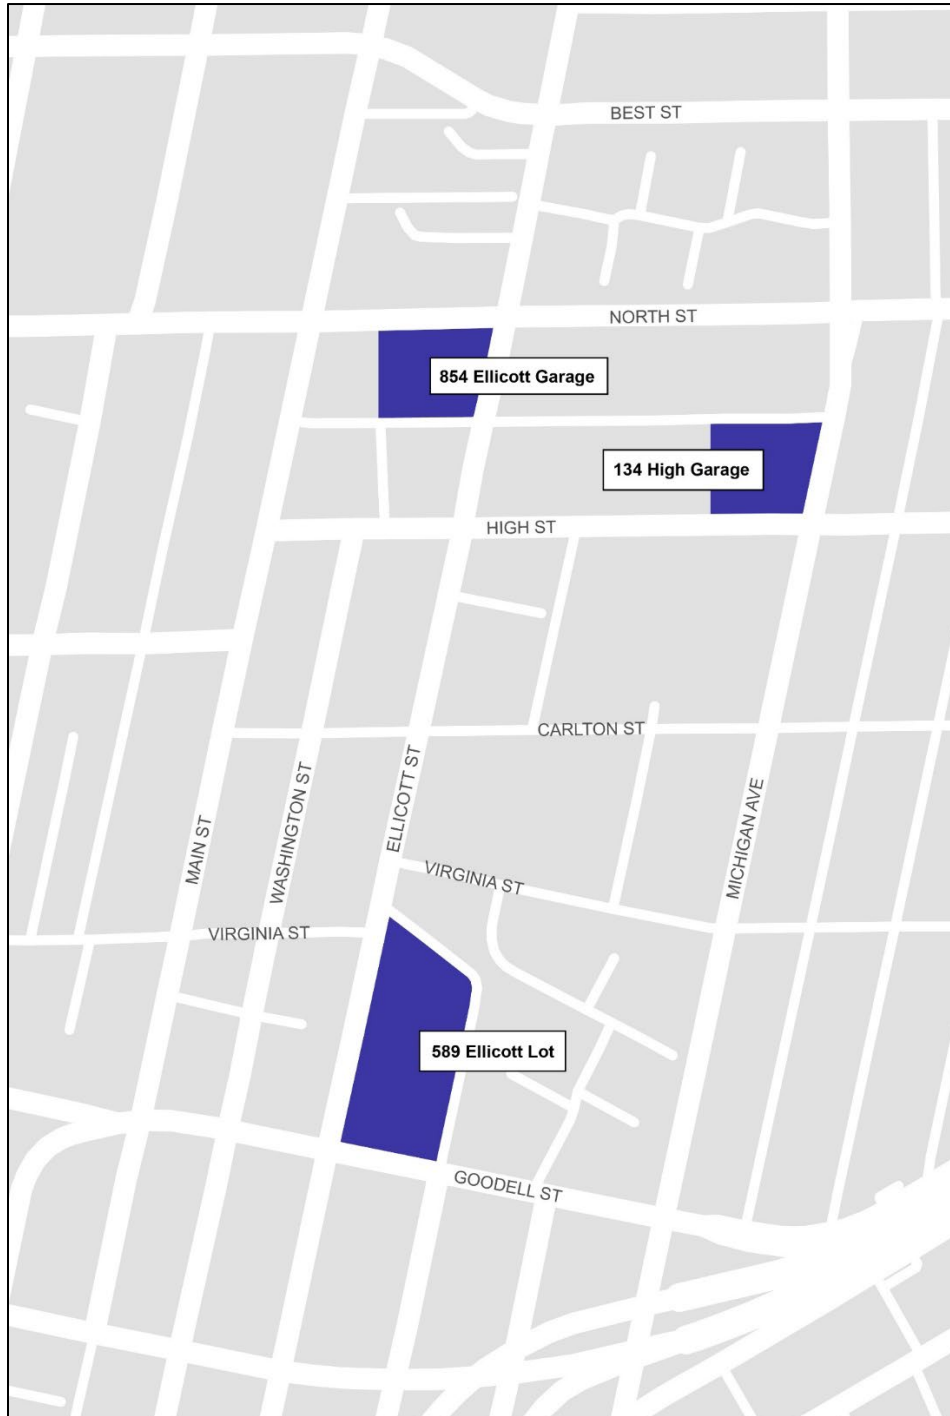 BEST ST
NORTH ST
854 Ellicott Garage
134 High Garage
HIGH ST
CARLTON ST
ELLICOTT ST
WASHINGTON ST
MAIN ST
MICHIGAN AVE
VIRGINIA ST
VIRGINIA ST
589 Ellicott Lot
GOODELL ST